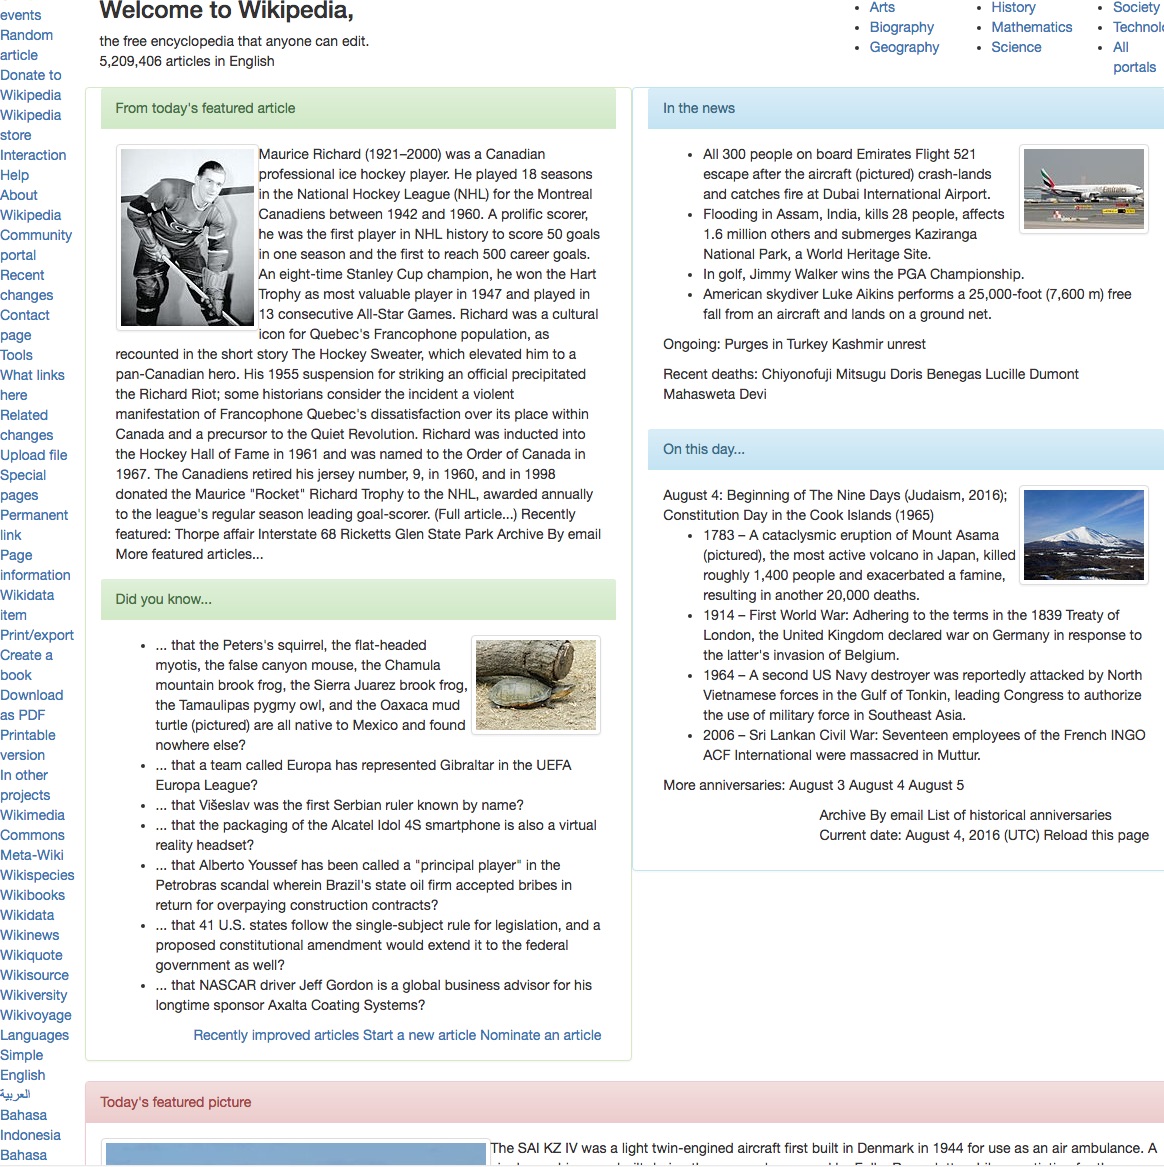 events
Random
article
Donate to
Wikipedia
Wikipedia
store
Interaction
Help
About
Wikipedia
Community
portal
Recent
changes
Contact
page
Tools
What links
here
Related
changes
Upload file
Special
pages
Permanent
link
Page
information
Wikidata
item
Print/export
Create a
book
Download
as PDF
Printable
version
In other
projects
Wikimedia
Commons
Meta-Wiki
Wikispecies
Wikibooks
Wikidata
Wikinews
Wikiquote
Wikisource
Wikiversity
Wikivoyage
Languages
Simple
English
العربية
Bahasa
Indonesia
Bahasa
Welcome to Wikipedia,
the free encyclopedia that anyone can edit.
5,209,406 articles in English
• Arts
• Biography
• Geography
• History
• Mathematics
• Science
• Society
• Technolo
• All
portals
From today's featured article
Maurice Richard (1921–2000) was a Canadian
professional ice hockey player. He played 18 seasons
in the National Hockey League (NHL) for the Montreal
Canadiens between 1942 and 1960. A prolific scorer,
he was the first player in NHL history to score 50 goals
in one season and the first to reach 500 career goals.
An eight-time Stanley Cup champion, he won the Hart
Trophy as most valuable player in 1947 and played in
13 consecutive All-Star Games. Richard was a cultural
icon for Quebec's Francophone population, as
recounted in the short story The Hockey Sweater, which elevated him to a
pan-Canadian hero. His 1955 suspension for striking an official precipitated
the Richard Riot; some historians consider the incident a violent
manifestation of Francophone Quebec's dissatisfaction over its place within
Canada and a precursor to the Quiet Revolution. Richard was inducted into
the Hockey Hall of Fame in 1961 and was named to the Order of Canada in
1967. The Canadiens retired his jersey number, 9, in 1960, and in 1998
donated the Maurice "Rocket" Richard Trophy to the NHL, awarded annually
to the league's regular season leading goal-scorer. (Full article...) Recently
featured: Thorpe affair Interstate 68 Ricketts Glen State Park Archive By email
More featured articles...
Did you know...
• ... that the Peters's squirrel, the flat-headed
myotis, the false canyon mouse, the Chamula
mountain brook frog, the Sierra Juarez brook frog,
the Tamaulipas pygmy owl, and the Oaxaca mud
turtle (pictured) are all native to Mexico and found
nowhere else?
• ... that a team called Europa has represented Gibraltar in the UEFA
Europa League?
• ... that Višeslav was the first Serbian ruler known by name?
• ... that the packaging of the Alcatel Idol 4S smartphone is also a virtual
reality headset?
• ... that Alberto Youssef has been called a "principal player" in the
Petrobras scandal wherein Brazil's state oil firm accepted bribes in
return for overpaying construction contracts?
• ... that 41 U.S. states follow the single-subject rule for legislation, and a
proposed constitutional amendment would extend it to the federal
government as well?
• ... that NASCAR driver Jeff Gordon is a global business advisor for his
longtime sponsor Axalta Coating Systems?
Recently improved articles Start a new article Nominate an article
In the news
• All 300 people on board Emirates Flight 521
escape after the aircraft (pictured) crash-lands
and catches fire at Dubai International Airport.
• Flooding in Assam, India, kills 28 people, affects
1.6 million others and submerges Kaziranga
National Park, a World Heritage Site.
• In golf, Jimmy Walker wins the PGA Championship.
• American skydiver Luke Aikins performs a 25,000-foot (7,600 m) free
fall from an aircraft and lands on a ground net.
Ongoing: Purges in Turkey Kashmir unrest
Recent deaths: Chiyonofuji Mitsugu Doris Benegas Lucille Dumont
Mahasweta Devi
On this day...
August 4: Beginning of The Nine Days (Judaism, 2016);
Constitution Day in the Cook Islands (1965)
• 1783 – A cataclysmic eruption of Mount Asama
(pictured), the most active volcano in Japan, killed
roughly 1,400 people and exacerbated a famine,
resulting in another 20,000 deaths.
• 1914 – First World War: Adhering to the terms in the 1839 Treaty of
London, the United Kingdom declared war on Germany in response to
the latter's invasion of Belgium.
• 1964 – A second US Navy destroyer was reportedly attacked by North
Vietnamese forces in the Gulf of Tonkin, leading Congress to authorize
the use of military force in Southeast Asia.
• 2006 – Sri Lankan Civil War: Seventeen employees of the French INGO
ACF International were massacred in Muttur.
More anniversaries: August 3 August 4 August 5
Archive By email List of historical anniversaries
Current date: August 4, 2016 (UTC) Reload this page
Today's featured picture
The SAI KZ IV was a light twin-engined aircraft first built in Denmark in 1944 for use as an air ambulance. A